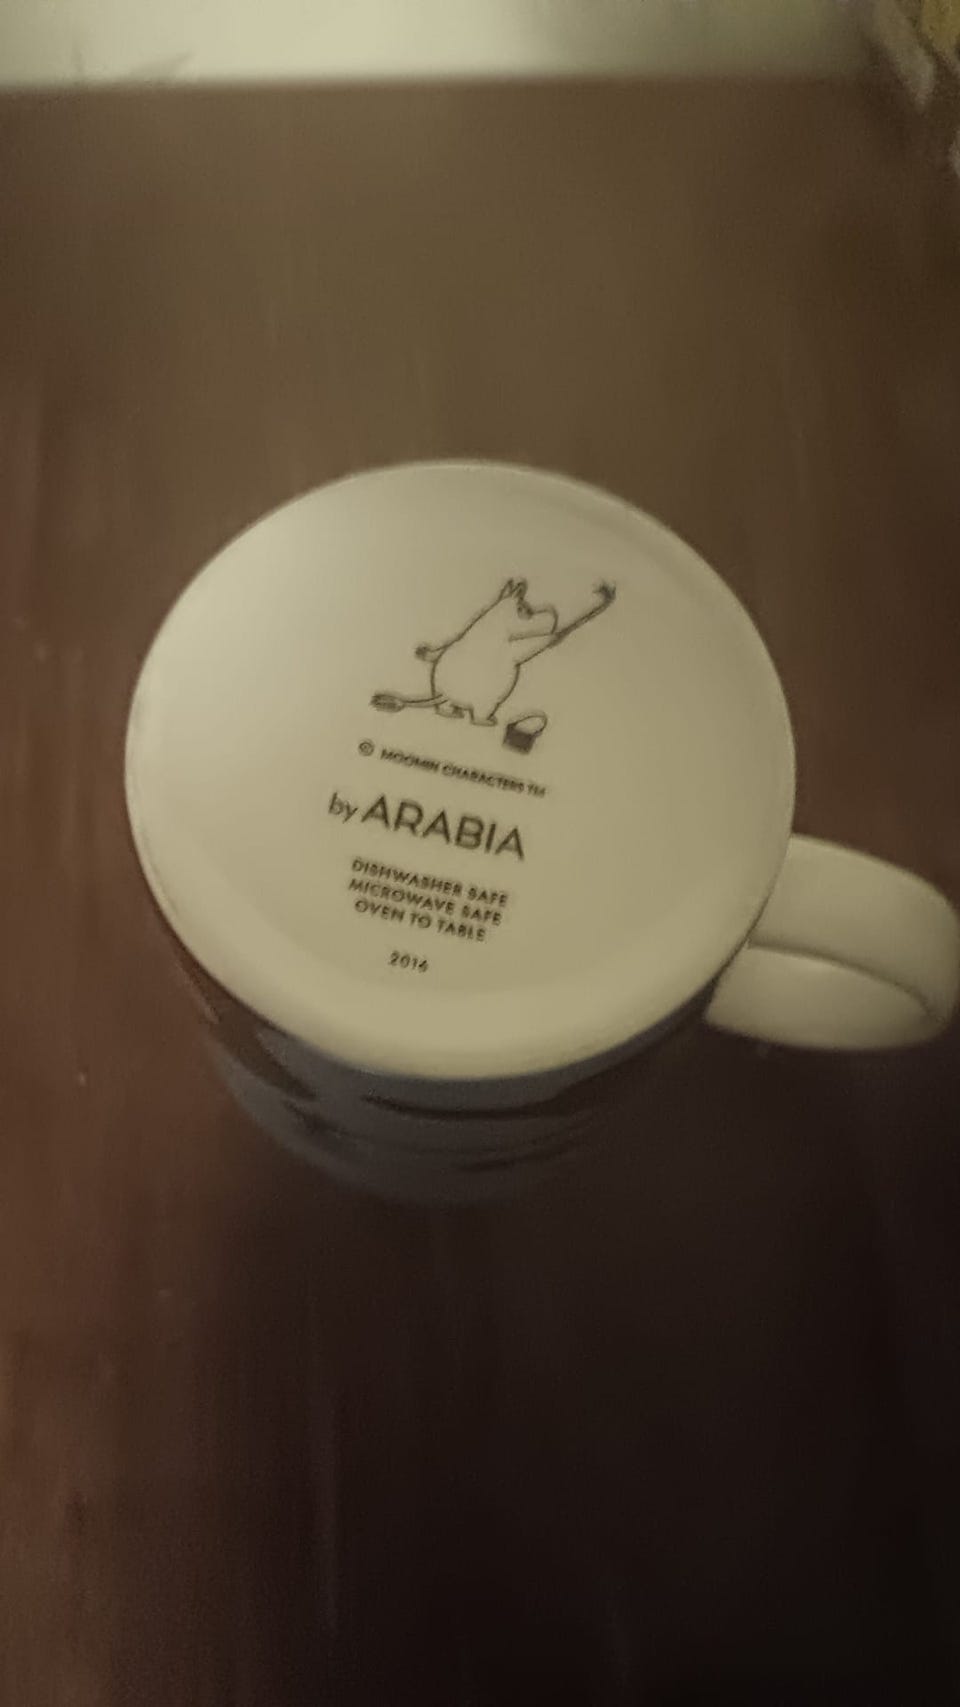 © MOOMIN CHARACTERS TM
by ARABIA
DISHWASHER SAFE
MICROWAVE SAFE
OVEN TO TABLE
2016